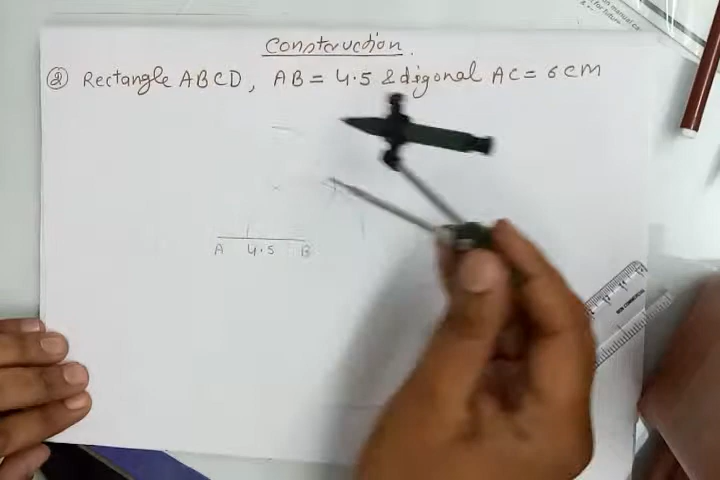 Construction.
② Rectangle ABCD, AB = 4.5 & digonal AC = 6 CM
A 4.5 B